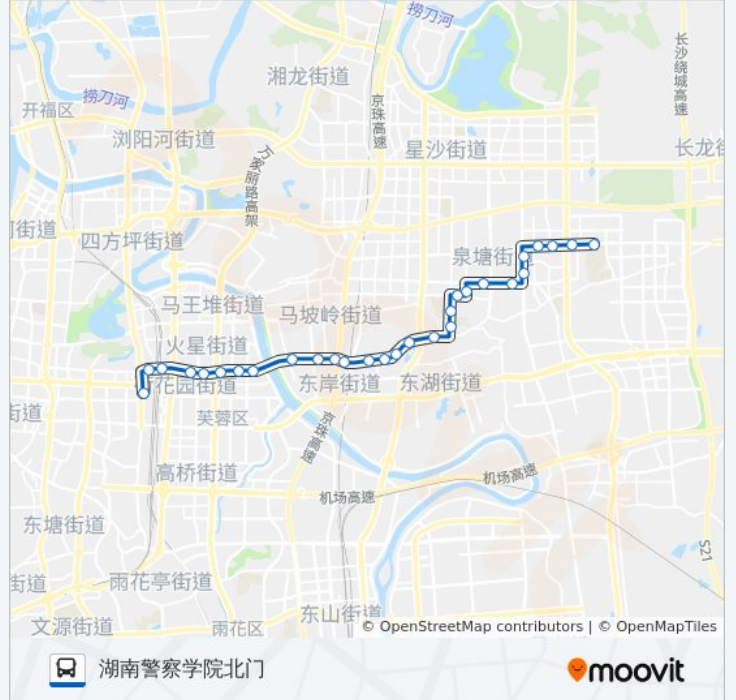 捞刀河
长沙绕城高速
湘龙街道
捞刀河
京珠高速
开福区
浏阳河街道
星沙街道
长龙街
万家丽路高架
街道
四方坪街道
泉塘街道
马王堆街道
马坡岭街道
火星街道
花园街道
东岸街道
东湖街道
街道
芙蓉区
京珠高速
高桥街道
机场高速
机场高速
东塘街道
S21
街道
雨花亭街道
东山街道
文源街道
雨花区
© OpenStreetMap contributors | © OpenMapTiles
湖南警察学院北门
moovit